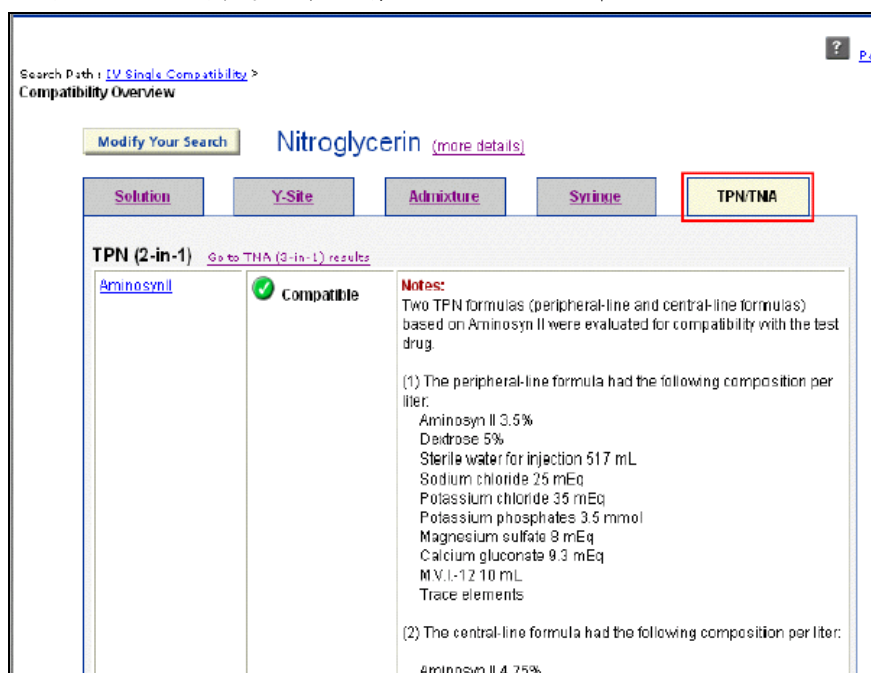 ?
Search Path : IV Single Compatibility >
Compatibility Overview
Modify Your Search
Nitroglycerin (more details)
Solution
Y-Site
Admixture
Syringe
TPN/TNA
TPN (2-in-1) Go to TNA (3-in-1) results
AminosynII
Compatible
Notes:
Two TPN formulas (peripheral-line and central-line formulas)
based on Aminosyn II were evaluated for compatibility with the test
drug.
(1) The peripheral-line formula had the following composition per
liter:
Aminosyn II 3.5%
Dextrose 5%
Sterile water for injection 517 mL
Sodium chloride 25 mEq
Potassium chloride 35 mEq
Potassium phosphates 3.5 mmol
Magnesium sulfate 8 mEq
Calcium gluconate 9.3 mEq
M.V.I.-12 10 mL
Trace elements
(2) The central-line formula had the following composition per liter:
Aminosyn II 4.75%